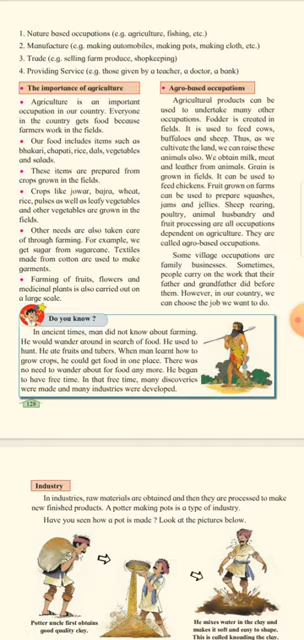 1. Nature based occupations (e.g. agriculture, fishing, etc.)
2. Manufacture (e.g. making automobiles, making pots, making cloth, etc.)
3. Trade (e.g. selling farm produce, shopkeeping)
4. Providing Service (e.g. those given by a teacher, a doctor, a bank)
• The importance of agriculture
• Agriculture is an important
occupation in our country. Everyone
in the country gets food because
farmers work in the fields.
• Our food includes items such as
bhakari, chapati, rice, dals, vegetables
and salads.
• These items are prepared from
crops grown in the fields.
• Crops like jowar, bajra, wheat,
rice, pulses as well as leafy vegetables
and other vegetables are grown in the
fields.
• Other needs are also taken care
of through farming. For example, we
get sugar from sugarcane. Textiles
made from cotton are used to make
garments.
• Farming of fruits, flowers and
medicinal plants is also carried out on
a large scale.
• Agro-based occupations
Agricultural products can be
used to undertake many other
occupations. Fodder is created in
fields. It is used to feed cows,
buffaloes and sheep. Thus, as we
cultivate the land, we can raise these
animals also. We obtain milk, meat
and leather from animals. Grain is
grown in fields. It can be used to
feed chickens. Fruit grown on farms
can be used to prepare squashes,
jams and jellies. Sheep rearing,
poultry, animal husbandry and
fruit processing are all occupations
dependent on agriculture. They are
called agro-based occupations.
Some village occupations are
family businesses. Sometimes,
people carry on the work that their
father and grandfather did before
them. However, in our country, we
can choose the job we want to do.
Do you know ?
In ancient times, man did not know about farming.
He would wander around in search of food. He used to
hunt. He ate fruits and tubers. When man learnt how to
grow crops, he could get food in one place. There was
no need to wander about for food any more. He began
to have free time. In that free time, many discoveries
were made and many industries were developed.
128
Industry
In industries, raw materials are obtained and then they are processed to make
new finished products. A potter making pots is a type of industry.
Have you seen how a pot is made ? Look at the pictures below.
Potter uncle first obtains
good quality clay.
He mixes water in the clay and
makes it soft and easy to shape.
This is called kneading the clay.